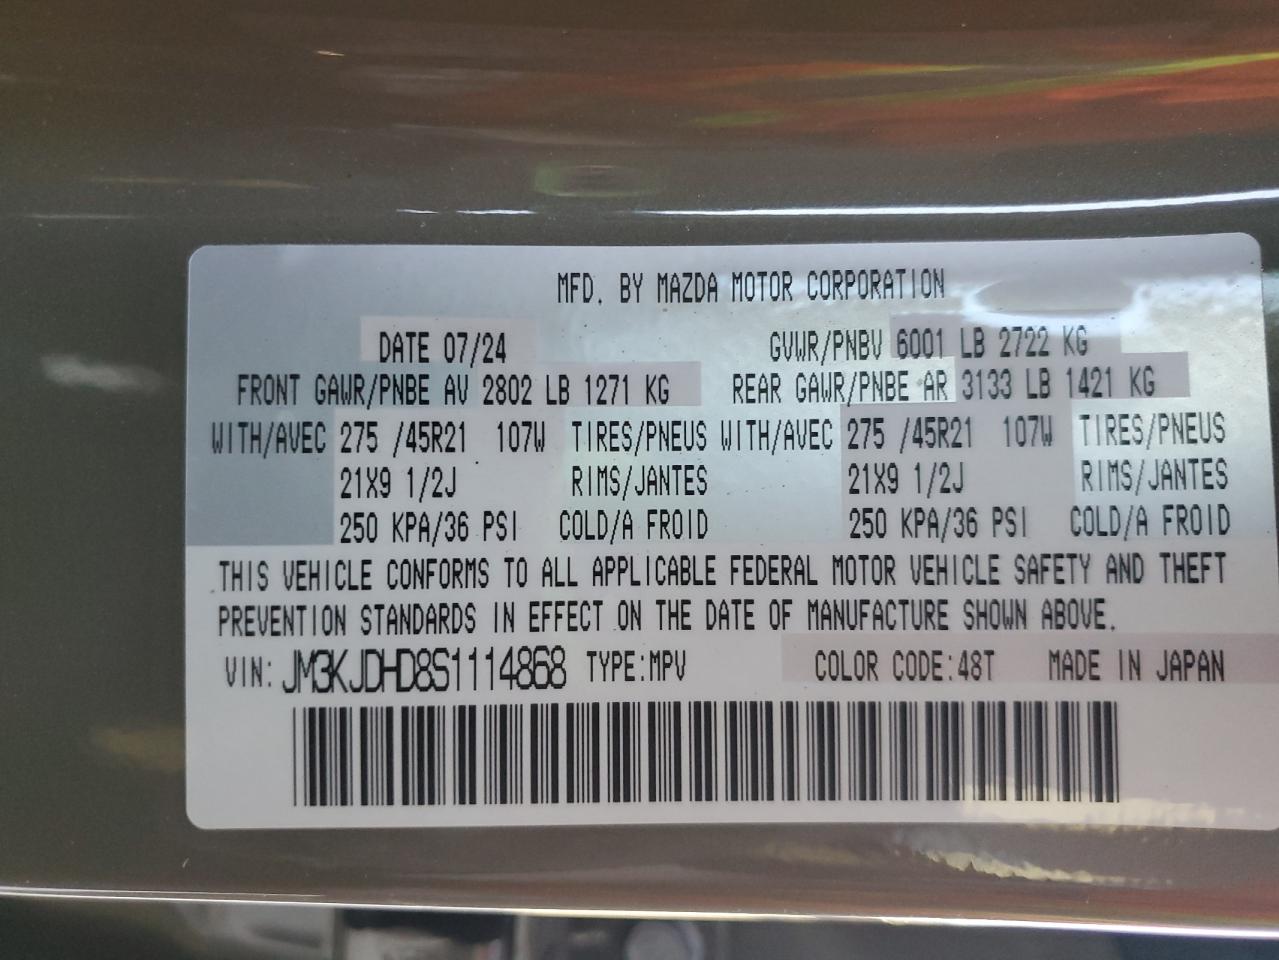 MFD. BY MAZDA MOTOR CORPORATION
DATE 07/24 GVWR/PNBV 6001 LB 2722 KG
FRONT GAWR/PNBE AV 2802 LB 1271 KG REAR GAWR/PNBE AR 3133 LB 1421 KG
WITH/AVEC 275 /45R21 107W TIRES/PNEUS WITH/AVEC 275 /45R21 107W TIRES/PNEUS
21X9 1/2J RIMS/JANTES 21X9 1/2J RIMS/JANTES
250 KPA/36 PSI COLD/A FROID 250 KPA/36 PSI COLD/A FROID
THIS VEHICLE CONFORMS TO ALL APPLICABLE FEDERAL MOTOR VEHICLE SAFETY AND THEFT
PREVENTION STANDARDS IN EFFECT ON THE DATE OF MANUFACTURE SHOWN ABOVE.
VIN: JM3KJDHD8S1114868 TYPE:MPV COLOR CODE:48T MADE IN JAPAN